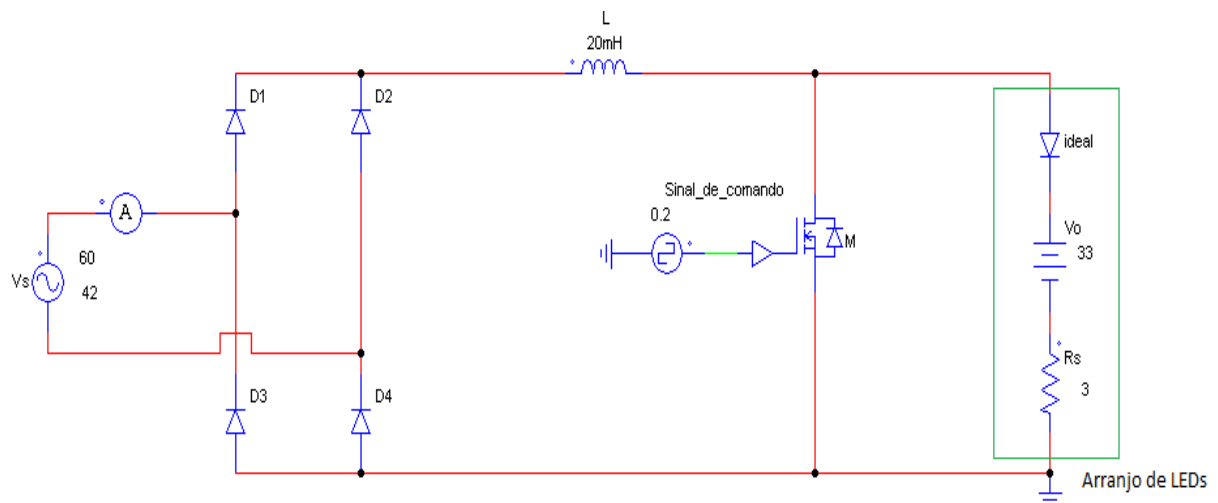 L
20mH
D1
D2
ideal
Sinal_de_comando
0.2
A
M
Vo
33
60
Vs
42
Rs
3
D3
D4
Arranjo de LEDs